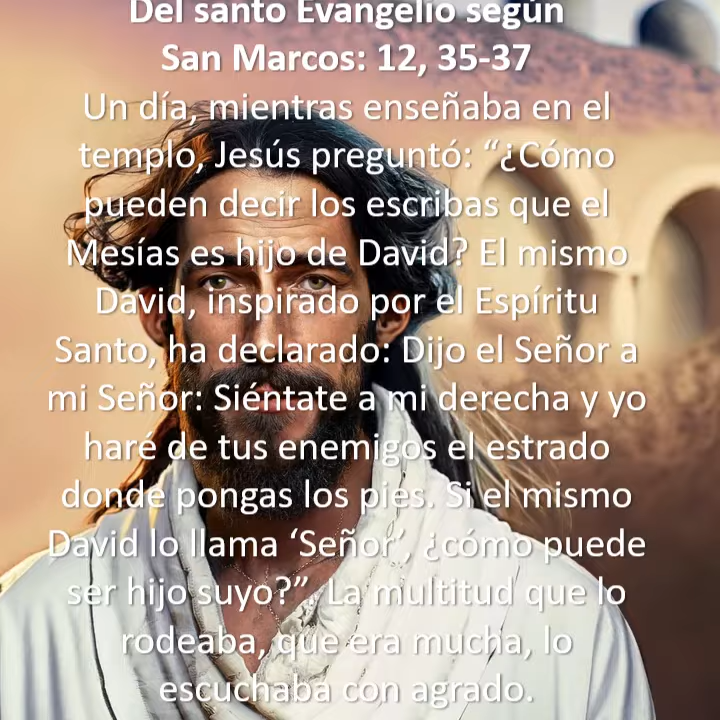 Del santo Evangelio según
San Marcos: 12, 35-37
Un día, mientras enseñaba en el
templo, Jesús preguntó: “¿Cómo
pueden decir los escribas que el
Mesías es hijo de David? El mismo
David, inspirado por el Espíritu
Santo, ha declarado: Dijo el Señor a
mi Señor: Siéntate a mi derecha y yo
haré de tus enemigos el estrado
donde pongas los pies. Si el mismo
David lo llama ‘Señor’, ¿cómo puede
ser hijo suyo?”. La multitud que lo
rodeaba, que era mucha, lo
escuchaba con agrado.